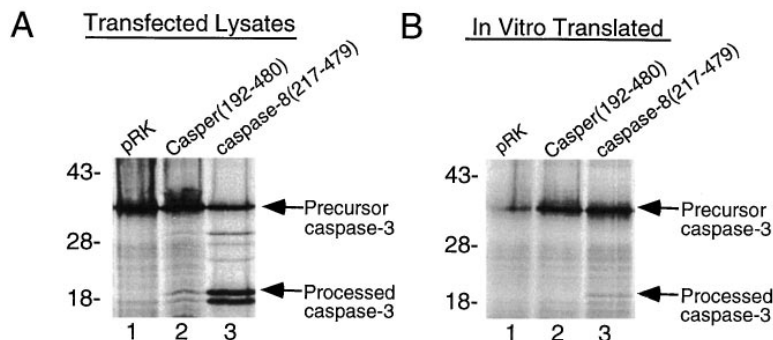 A
Transfected Lysates
pRK
Casper(192-480)
caspase-8(217-479)
43-
28-
18-
Precursor
caspase-3
Processed
caspase-3
1 2 3
B
In Vitro Translated
pRK
Casper(192-480)
caspase-8(217-479)
43-
28-
18-
Precursor
caspase-3
Processed
caspase-3
1 2 3